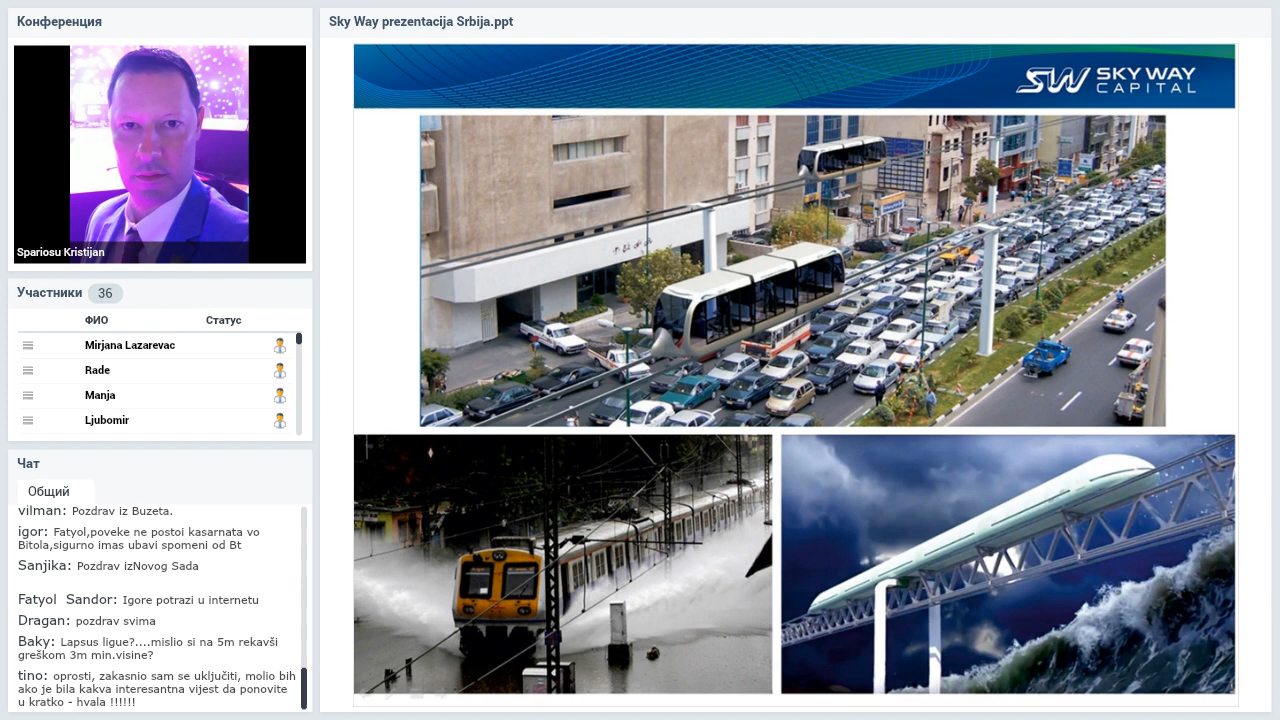 Конференция
Spariosu Kristijan
Участники 36
ФИО Статус
Mirjana Lazarevac
Rade
Manja
Ljubomir
Чат
Общий
vilman: Pozdrav iz Buzeta.
igor: Fatyol,poveke ne postoi kasarnata vo
Bitola,sigurno imas ubavi spomeni od Bt
Sanjika: Pozdrav izNovog Sada
Fatyol Sandor: Igore potrazi u internetu
Dragan: pozdrav svima
Baky: Lapsus ligue?....mislio si na 5m rekavši
greškom 3m min.visine?
tino: oprosti, zakasnio sam se uključiti, molio bih
ako je bila kakva interesantna vijest da ponovite
u kratko - hvala !!!!!!
Sky Way prezentacija Srbija.ppt
SW SKY WAY
CAPITAL